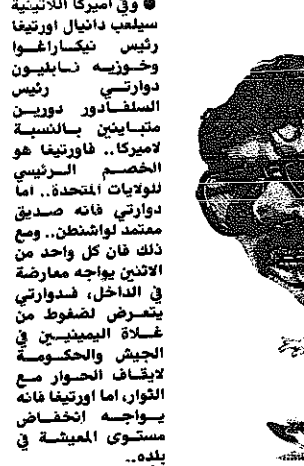 ● وفي اميركا اللاتينية
سيلعب دانيال اورتيغا
رئيس نيكاراغوا
وخوزيه نابليون
دوارتي رئيس
السلفادور دورين
متباينين بالنسبة
لاميركا.. فاورتيغا هو
الخصم الرئيسي
للولايات المتحدة.. اما
دوارتي فانه صديق
معتمد لواشنطن.. ومع
ذلك فان كل واحد من
الاثنين يواجه معارضة
في الداخل، فدوارتي
يتعرض لضغوط من
غلاة اليمينيين في
الجيش والحكومة
لايقاف الحوار مع
الثوار، اما اورتيغا فانه
يواجه انخفاض
مستوى المعيشة في
بلده..